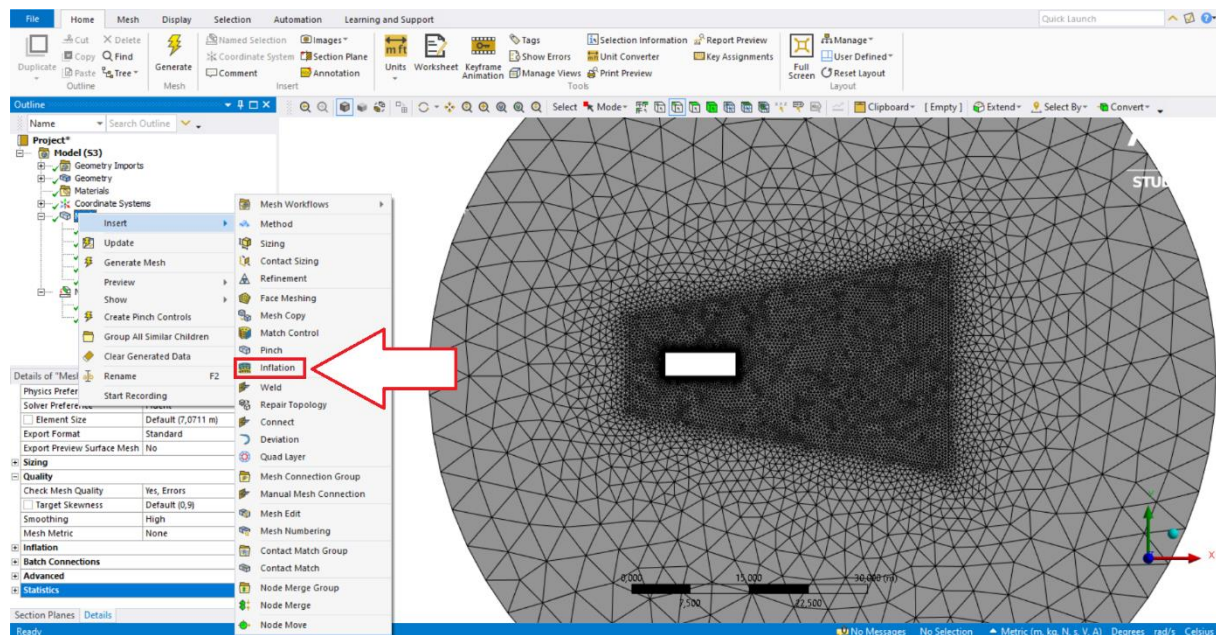 File Home Mesh Display Selection Automation Learning and Support Quick Launch
Duplicate
Cut
Copy
Paste
Delete
Find
Tree
Outline
Generate
Mesh
Named Selection
Coordinate System
Comment
Images
Section Plane
Annotation
Insert
Units
Worksheet
Keyframe Animation
Tags
Show Errors
Manage Views
Selection Information
Unit Converter
Print Preview
Report Preview
Key Assignments
Tools
Full Screen
Manage
User Defined
Reset Layout
Layout
Outline
Select Mode Clipboard [ Empty ] Extend Select By Convert
Name Search Outline
Project*
Model (S3)
Geometry Imports
Geometry
Materials
Coordinate Systems
Insert
Update
Generate Mesh
Preview
Show
Create Pinch Controls
Group All Similar Children
Clear Generated Data
Rename F2
Start Recording
Mesh Workflows
Method
Sizing
Contact Sizing
Refinement
Face Meshing
Mesh Copy
Match Control
Pinch
Inflation
Weld
Repair Topology
Connect
Deviation
Quad Layer
Mesh Connection Group
Manual Mesh Connection
Mesh Edit
Mesh Numbering
Contact Match Group
Contact Match
Node Merge Group
Node Merge
Node Move
Details of "Mes
Physics Prefer
Solver Preference
Element Size Default (7,0711 m)
Export Format Standard
Export Preview Surface Mesh No
Sizing
Quality
Check Mesh Quality Yes, Errors
Target Skewness Default (0,9)
Smoothing High
Mesh Metric None
Inflation
Batch Connections
Advanced
Statistics
Section Planes Details
STU
0,000 15,000 30,000 (m)
7,500 22,500
Y
X
Ready No Messages No Selection Metric (m, kg, N, s, V, A) Degrees rad/s Celsius